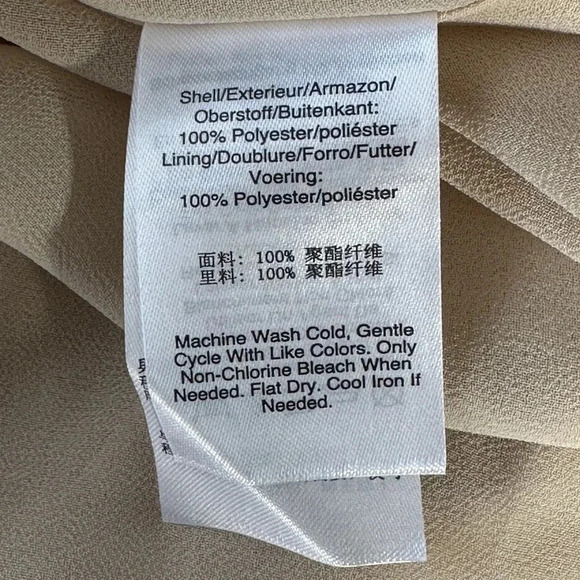 Shell/Exterieur/Armazon/
Oberstoff/Buitenkant:
100% Polyester/poliéster
Lining/Doublure/Forro/Futter/
Voering:
100% Polyester/poliéster
面料: 100% 聚酯纤维
里料: 100% 聚酯纤维
Machine Wash Cold, Gentle
Cycle With Like Colors. Only
Non-Chlorine Bleach When
Needed. Flat Dry. Cool Iron If
Needed.